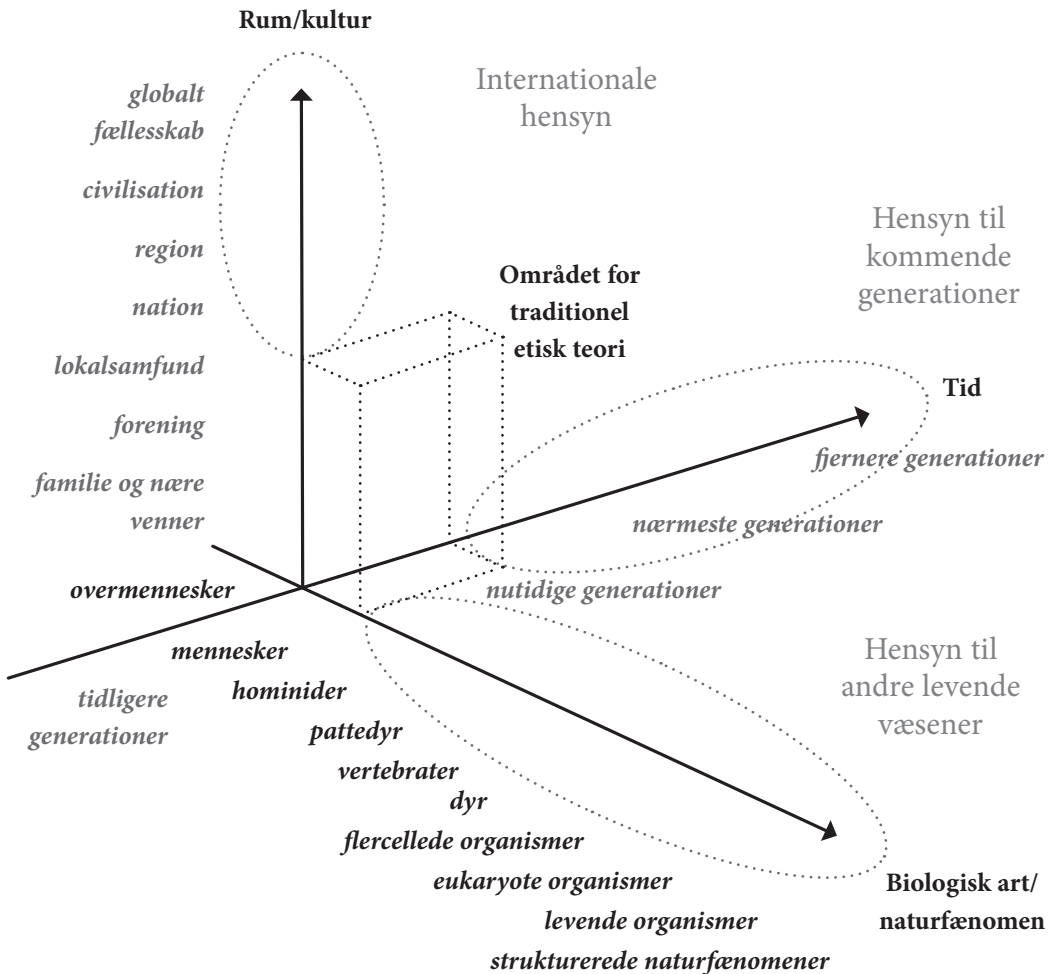 Rum/kultur
globalt
fællesskab
civilisation
region
nation
lokalsamfund
forening
familie og nære
venner
Internationale
hensyn
Hensyn til
kommende
generationer
Området for
traditionel
etisk teori
Tid
fjernere generationer
nærmeste generationer
nutidige generationer
tidligere
generationer
overmennesker
mennesker
hominider
pattedyr
vertebrater
dyr
flercellede organismer
eukaryote organismer
levende organismer
strukturerede naturfænomener
Hensyn til
andre levende
væsener
Biologisk art/
naturfænomen